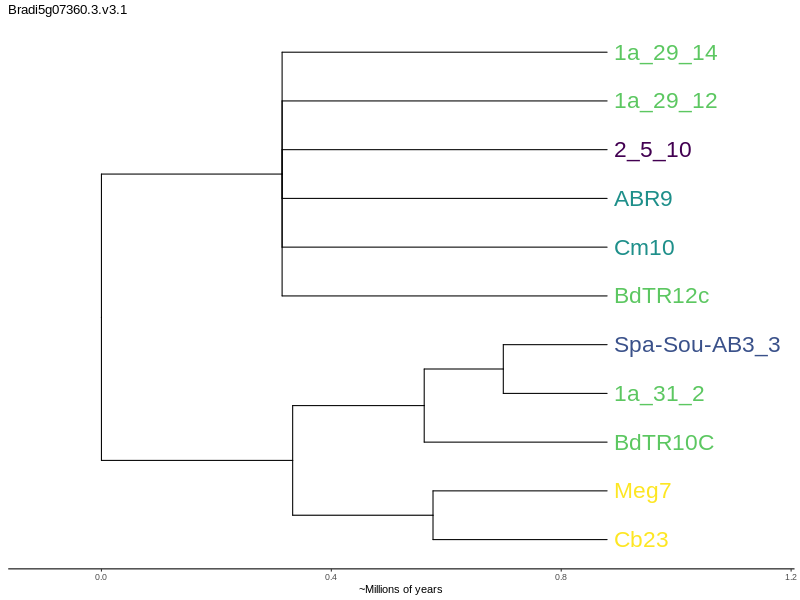 Bradi5g07360.3.v3.1
1a_29_14
1a_29_12
2_5_10
ABR9
Cm10
BdTR12c
Spa-Sou-AB3_3
1a_31_2
BdTR10C
Meg7
Cb23
0.0 0.4 0.8 1.2
~Millions of years